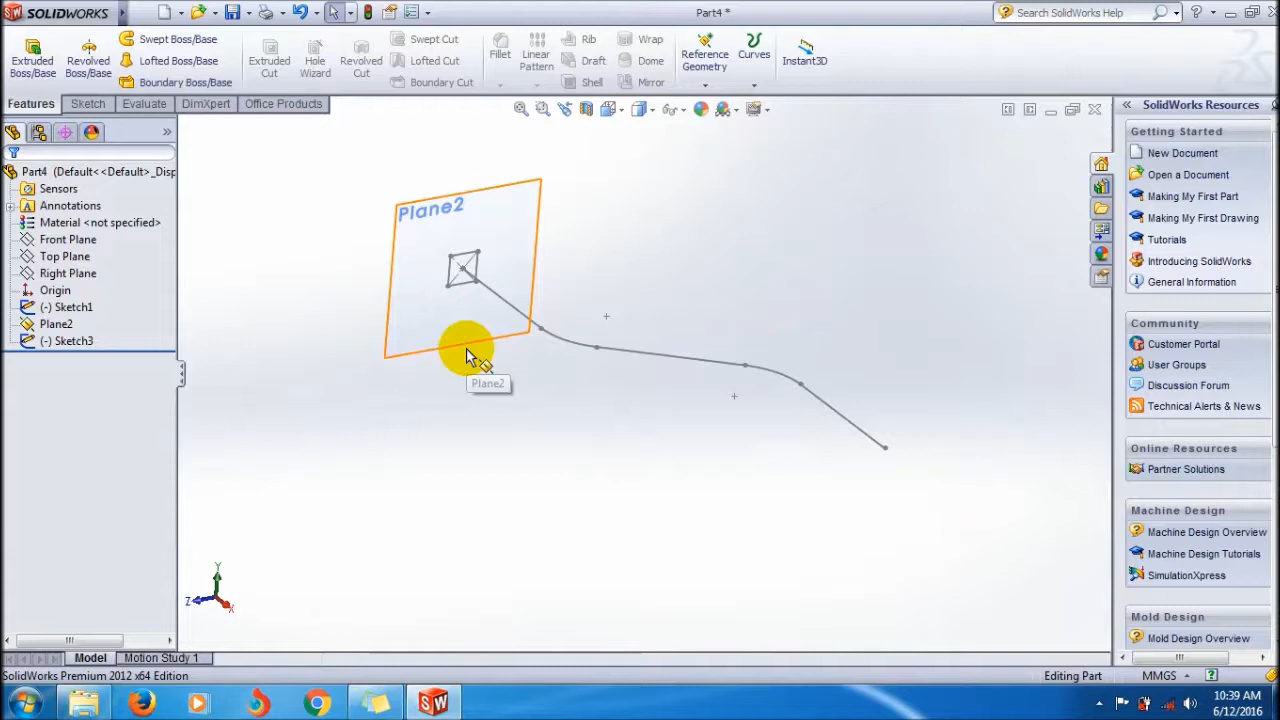 SOLIDWORKS
Part4 *
Search SolidWorks Help
Extruded Boss/Base
Revolved Boss/Base
Swept Boss/Base
Lofted Boss/Base
Boundary Boss/Base
Extruded Cut
Hole Wizard
Revolved Cut
Swept Cut
Lofted Cut
Boundary Cut
Fillet
Linear Pattern
Rib
Draft
Shell
Wrap
Dome
Mirror
Reference Geometry
Curves
Instant3D
Features
Sketch
Evaluate
DimXpert
Office Products
Part4 (Default<<Default>_Disp
Sensors
Annotations
Material <not specified>
Front Plane
Top Plane
Right Plane
Origin
(-) Sketch1
Plane2
(-) Sketch3
Plane2
Plane2
Y
Z
X
SolidWorks Resources
Getting Started
New Document
Open a Document
Making My First Part
Making My First Drawing
Tutorials
Introducing SolidWorks
General Information
Community
Customer Portal
User Groups
Discussion Forum
Technical Alerts & News
Online Resources
Partner Solutions
Machine Design
Machine Design Overview
Machine Design Tutorials
SimulationXpress
Mold Design
Mold Design Overview
Model
Motion Study 1
SolidWorks Premium 2012 x64 Edition
Editing Part
MMGS
10:39 AM
6/12/2016